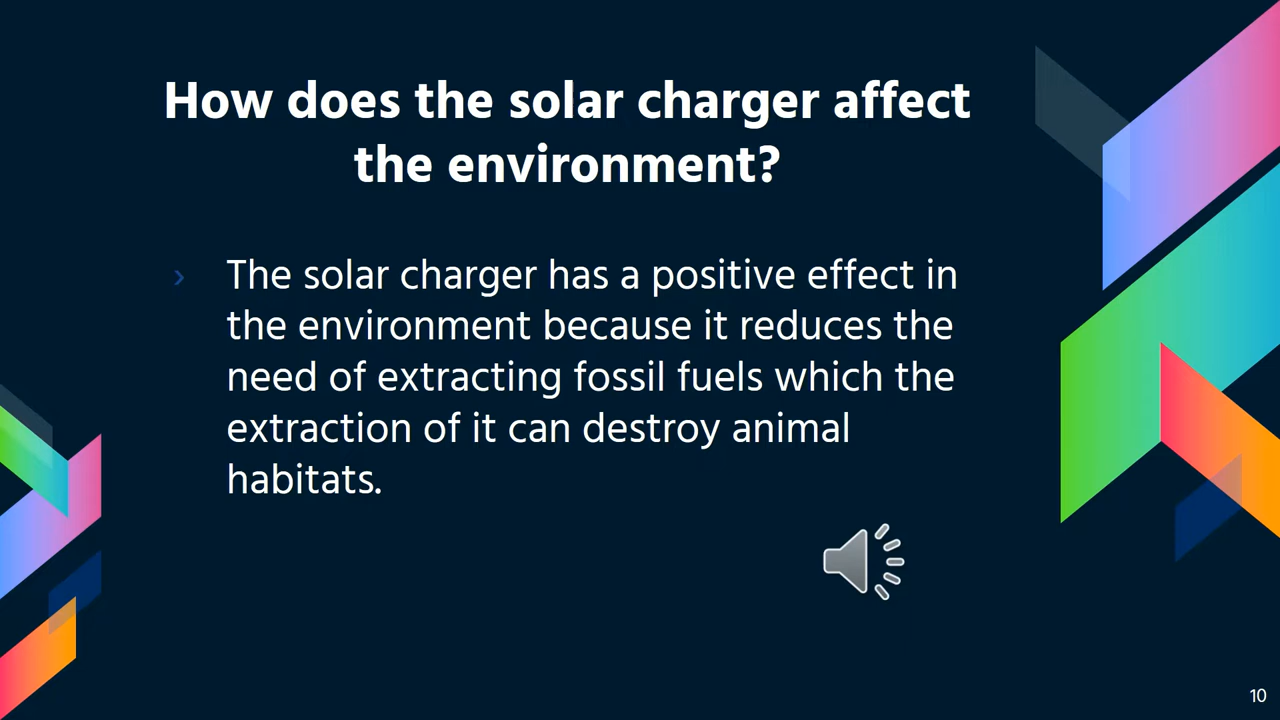 How does the solar charger affect
the environment?
› The solar charger has a positive effect in
the environment because it reduces the
need of extracting fossil fuels which the
extraction of it can destroy animal
habitats.
10